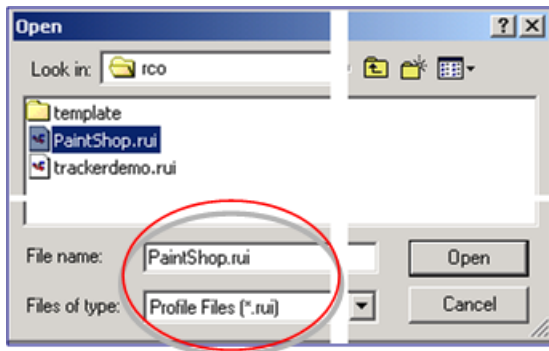 Open
Look in: rco
template
PaintShop.rui
trackerdemo.rui
File name: PaintShop.rui Open
Files of type: Profile Files (*.rui) Cancel